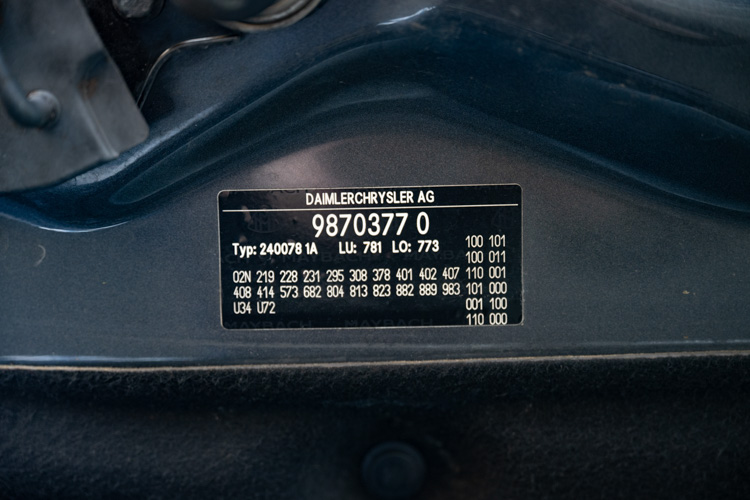 DAIMLERCHRYSLER AG
9870377 0
Typ: 240078 1A LU: 781 LO: 773
100 101
100 011
02N 219 228 231 295 308 378 401 402 407 110 001
408 414 573 682 804 813 823 882 889 983 101 000
U34 U72 001 100
110 000
MAYBACH MAYBACH